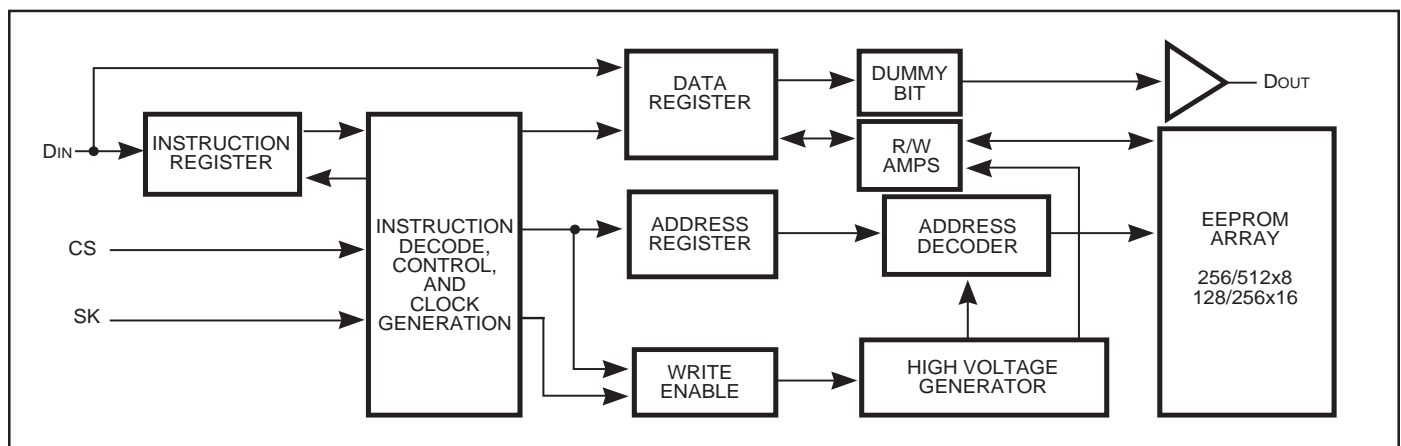 DATA
REGISTER
DUMMY
BIT
DOUT
DIN
INSTRUCTION
REGISTER
R/W
AMPS
INSTRUCTION
DECODE,
CONTROL,
AND
CLOCK
GENERATION
ADDRESS
REGISTER
ADDRESS
DECODER
EEPROM
ARRAY
256/512x8
128/256x16
CS
SK
WRITE
ENABLE
HIGH VOLTAGE
GENERATOR